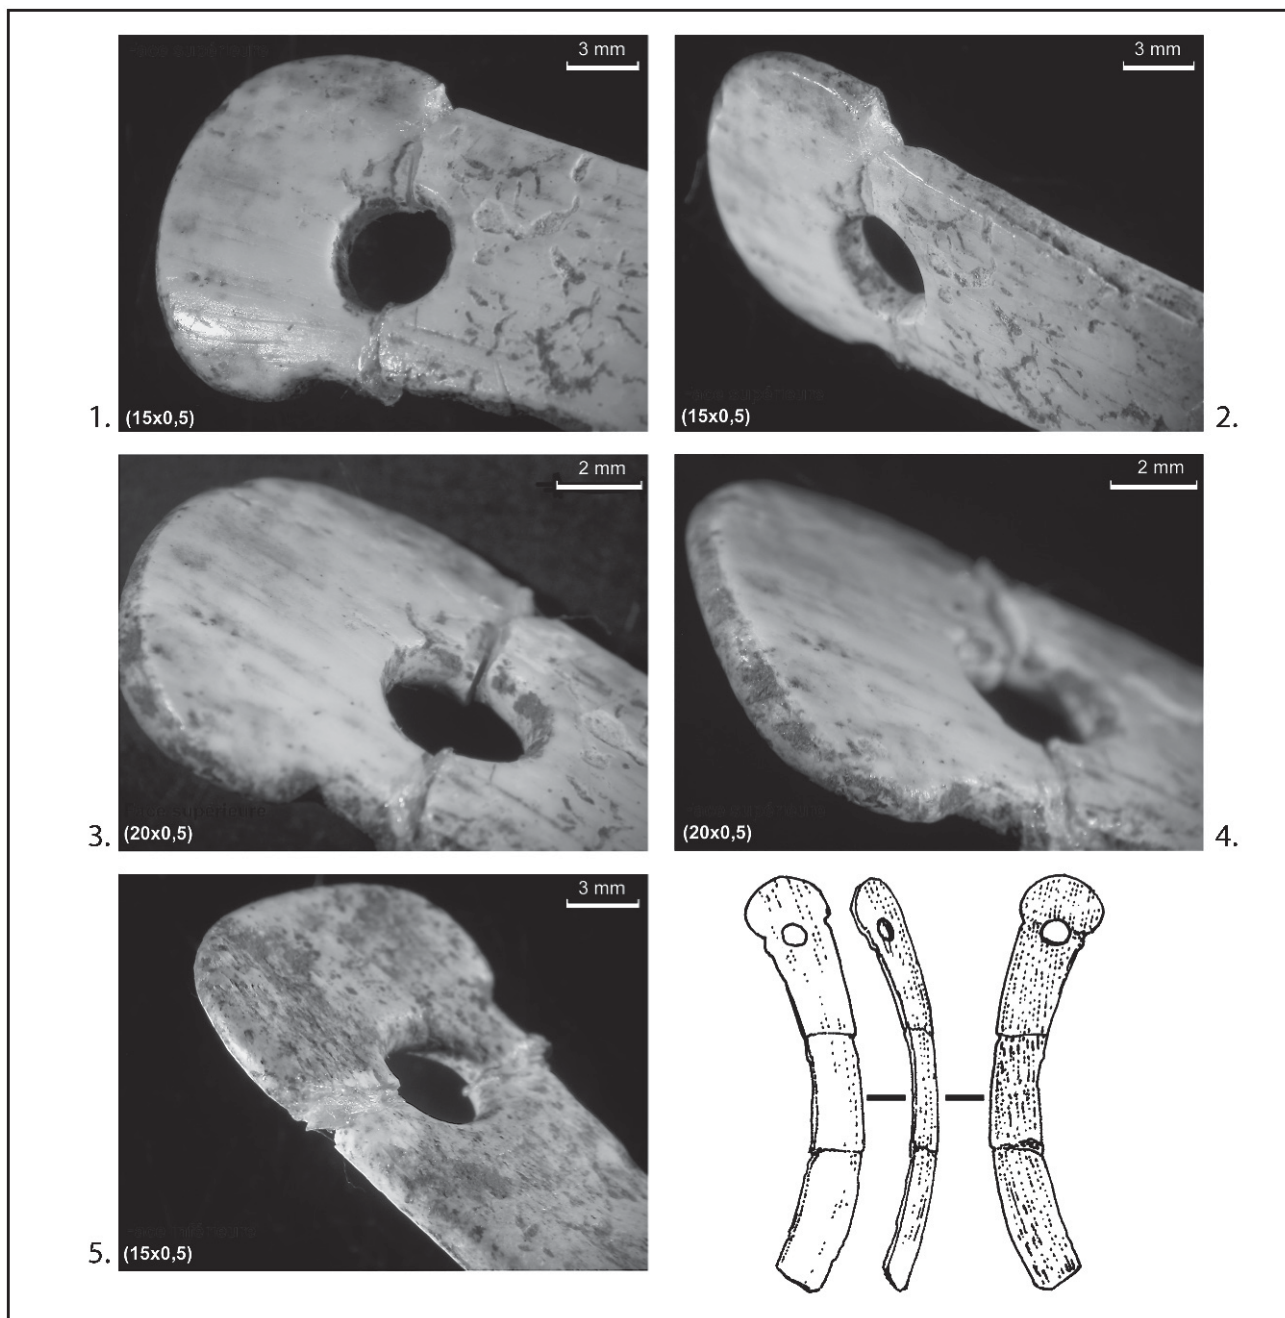 3 mm
3 mm
1. (15x0,5)
(15x0,5) 2.
2 mm
2 mm
3. (20x0,5)
(20x0,5) 4.
3 mm
5. (15x0,5)